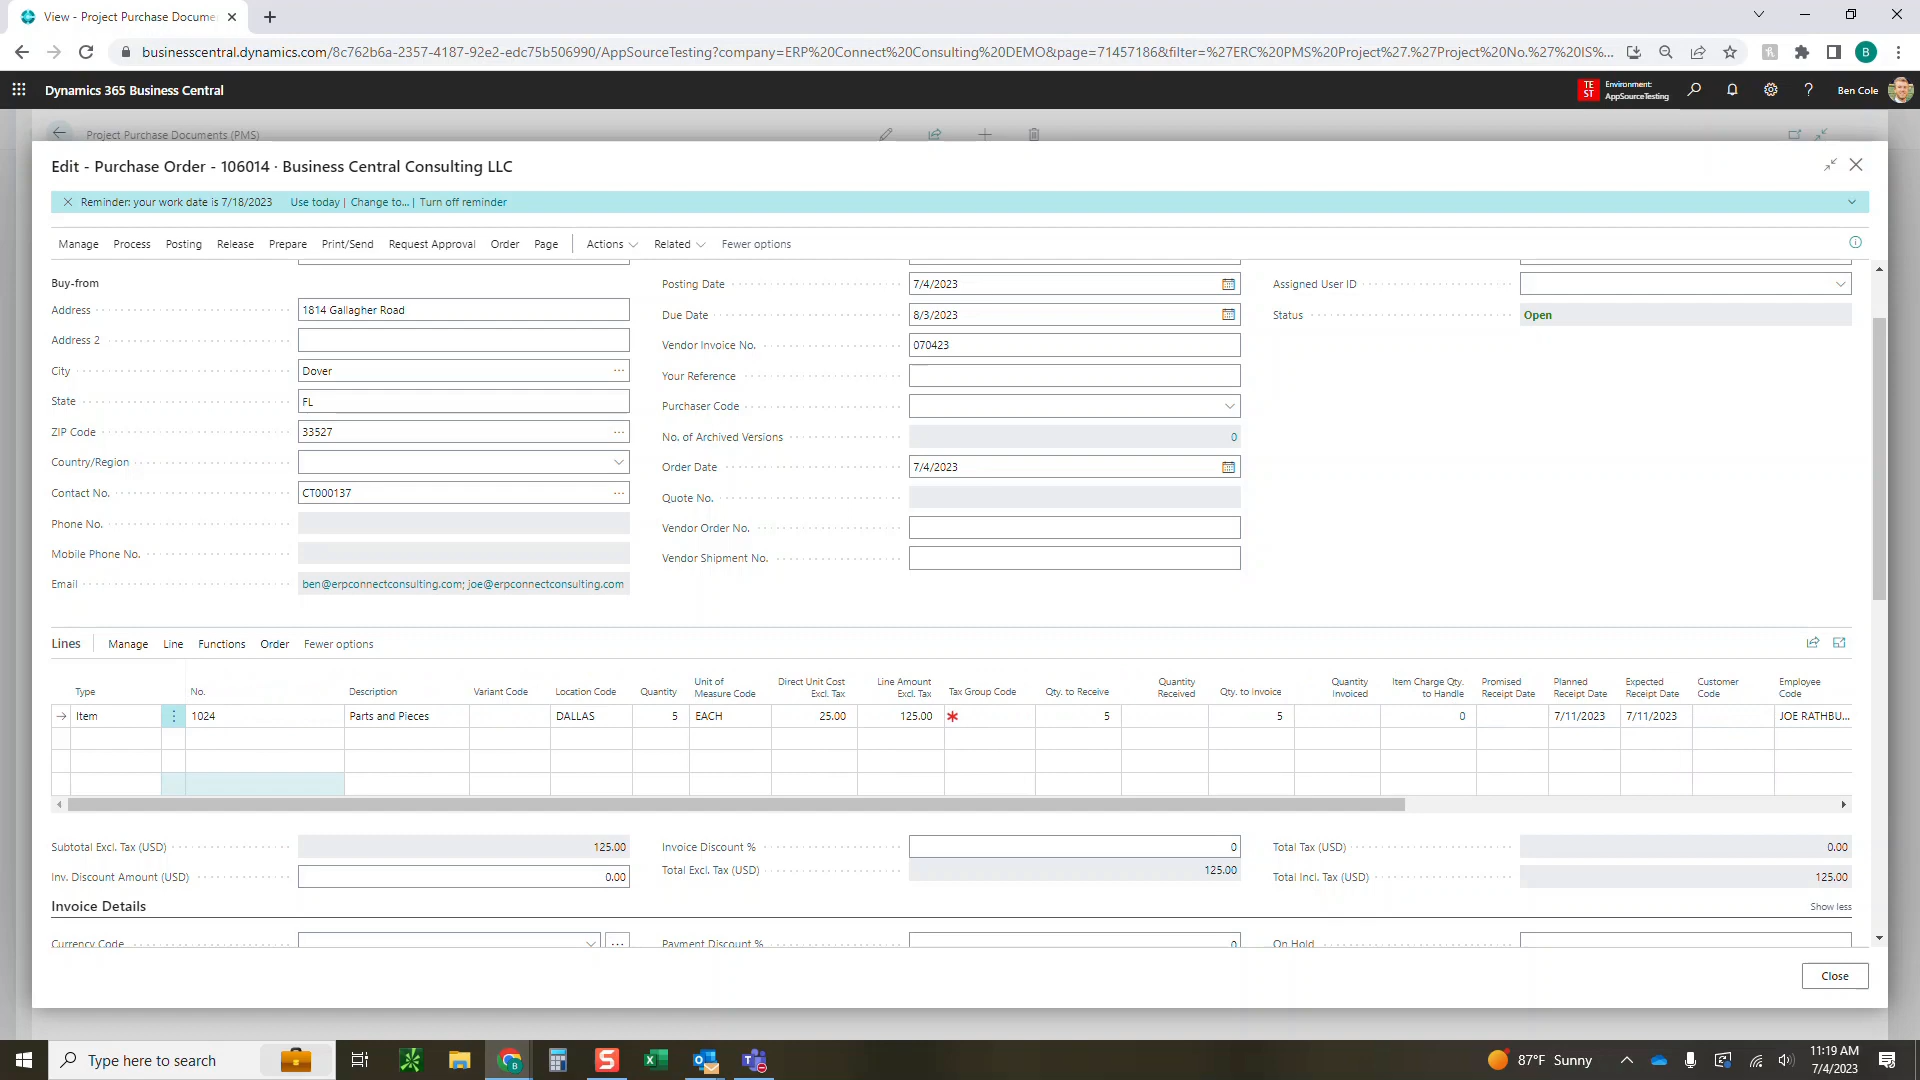 View - Project Purchase Docume
businesscentral.dynamics.com/8c762b6a-2357-4187-92e2-edc75b506990/AppSourceTesting?company=ERP%20Connect%20Consulting%20DEMO&page=71457186&filter=%27ERC%20PMS%20Project%27.%27Project%20No.%27%20IS%...
B
Dynamics 365 Business Central
TE ST
Environment:
AppSourceTesting
?
Ben Cole
Project Purchase Documents (PMS)
Edit - Purchase Order - 106014 · Business Central Consulting LLC
Reminder: your work date is 7/18/2023 Use today | Change to... | Turn off reminder
Manage Process Posting Release Prepare Print/Send Request Approval Order Page Actions Related Fewer options
Buy-from Posting Date 7/4/2023 Assigned User ID
Address 1814 Gallagher Road Due Date 8/3/2023 Status Open
Address 2 Vendor Invoice No. 070423
City Dover Your Reference
State FL Purchaser Code
ZIP Code 33527 No. of Archived Versions 0
Country/Region Order Date 7/4/2023
Contact No. CT000137 Quote No.
Phone No. Vendor Order No.
Mobile Phone No. Vendor Shipment No.
Email ben@erpconnectconsulting.com; joe@erpconnectconsulting.com
Lines Manage Line Functions Order Fewer options
Type No. Description Variant Code Location Code Quantity Unit of Measure Code Direct Unit Cost Excl. Tax Line Amount Excl. Tax Tax Group Code Qty. to Receive Quantity Received Qty. to Invoice Quantity Invoiced Item Charge Qty. to Handle Promised Receipt Date Planned Receipt Date Expected Receipt Date Customer Code Employee Code
Item 1024 Parts and Pieces DALLAS 5 EACH 25.00 125.00 * 5 5 0 7/11/2023 7/11/2023 JOE RATHBU...
Subtotal Excl. Tax (USD) 125.00 Invoice Discount % 0 Total Tax (USD) 0.00
Inv. Discount Amount (USD) 0.00 Total Excl. Tax (USD) 125.00 Total Incl. Tax (USD) 125.00
Invoice Details Show less
Currency Code Payment Discount % 0 On Hold
Close
Type here to search
87°F Sunny
11:19 AM
7/4/2023